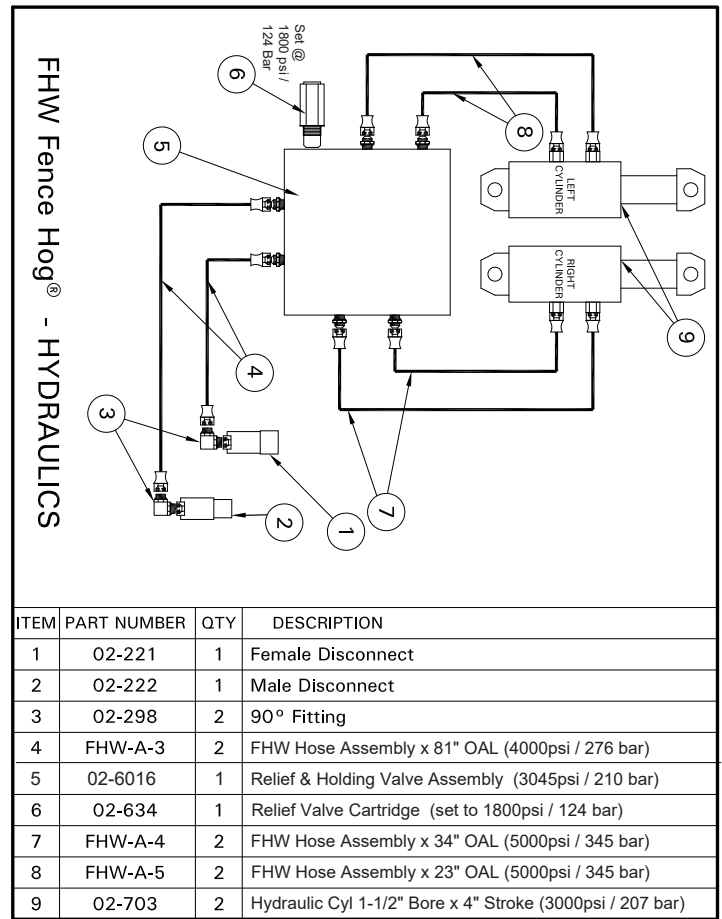 FHW Fence Hog® - HYDRAULICS
Set @
1800 psi /
124 Bar
6
5
8
LEFT
CYLINDER
RIGHT
CYLINDER
9
4
3
7
1
2
ITEM PART NUMBER QTY DESCRIPTION
1 02-221 1 Female Disconnect
2 02-222 1 Male Disconnect
3 02-298 2 90° Fitting
4 FHW-A-3 2 FHW Hose Assembly x 81" OAL (4000psi / 276 bar)
5 02-6016 1 Relief & Holding Valve Assembly (3045psi / 210 bar)
6 02-634 1 Relief Valve Cartridge (set to 1800psi / 124 bar)
7 FHW-A-4 2 FHW Hose Assembly x 34" OAL (5000psi / 345 bar)
8 FHW-A-5 2 FHW Hose Assembly x 23" OAL (5000psi / 345 bar)
9 02-703 2 Hydraulic Cyl 1-1/2" Bore x 4" Stroke (3000psi / 207 bar)